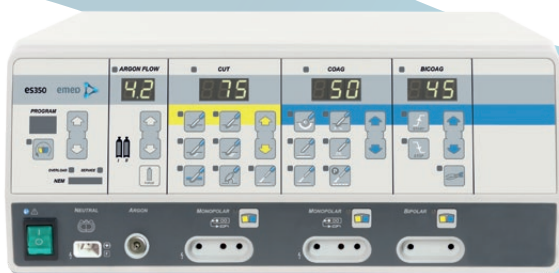 ARGON FLOW
CUT
COAG
BICOAG
es350 emed
4.2
75
50
45
PROGRAM
OVERLOAD
SERVICE
NEM
NEUTRAL
ARGON
MONOPOLAR
MONOPOLAR
BIPOLAR